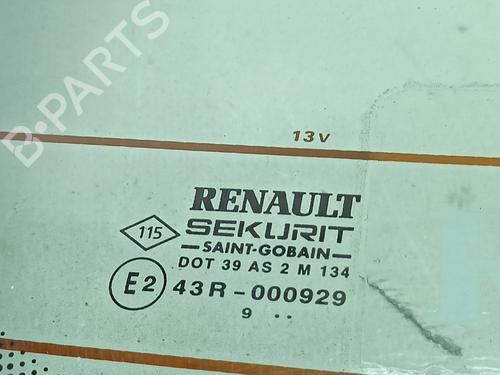 B-PARTS
13V
RENAULT
115 SEKURIT
SAINT-GOBAIN
DOT 39 AS 2 M 134
E2 43R-000929
9 ..